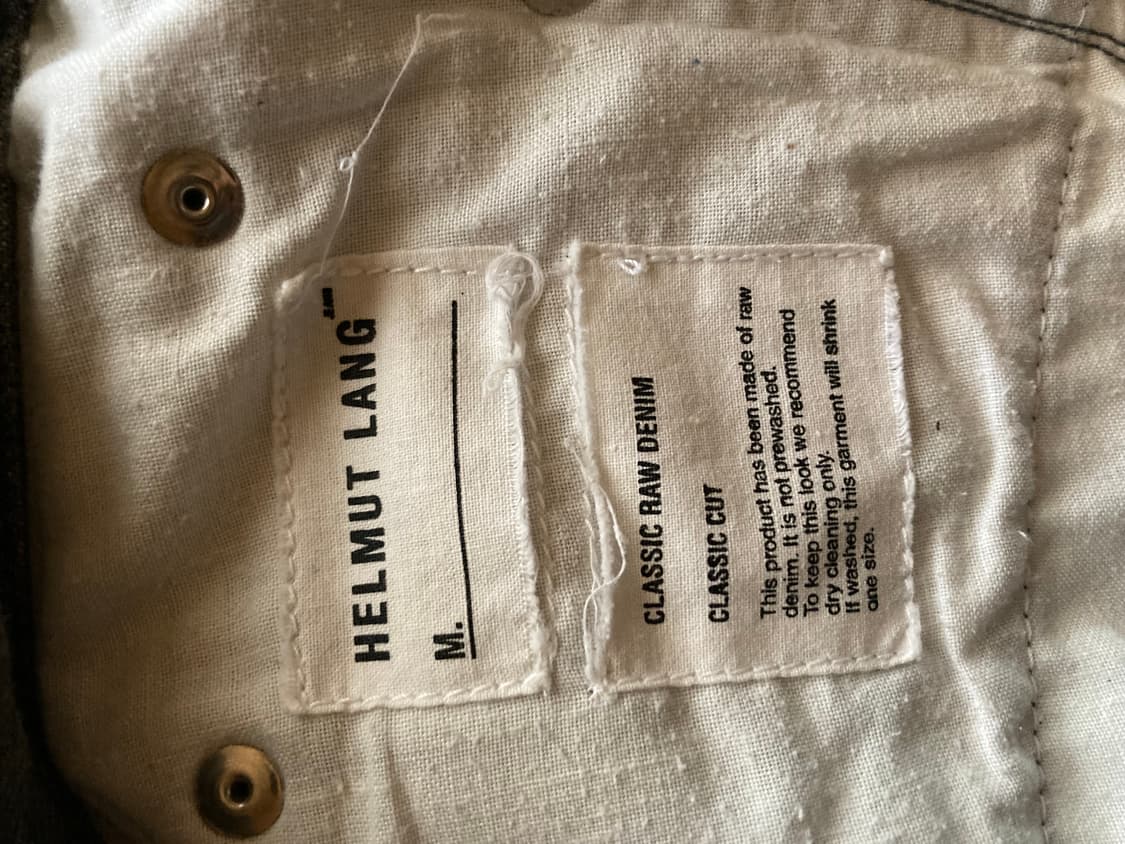 HELMUT LANG
M.
CLASSIC RAW DENIM
CLASSIC CUT
This product has been made of raw
denim. It is not prewashed.
To keep this look we recommend
dry cleaning only.
If washed, this garment will shrink
one size.